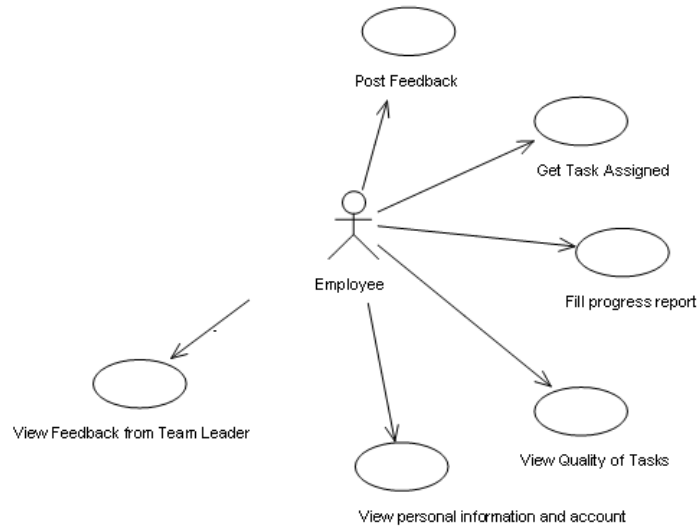 Post Feedback
Get Task Assigned
Employee
Fill progress report
View Feedback from Team Leader
View Quality of Tasks
View personal information and account